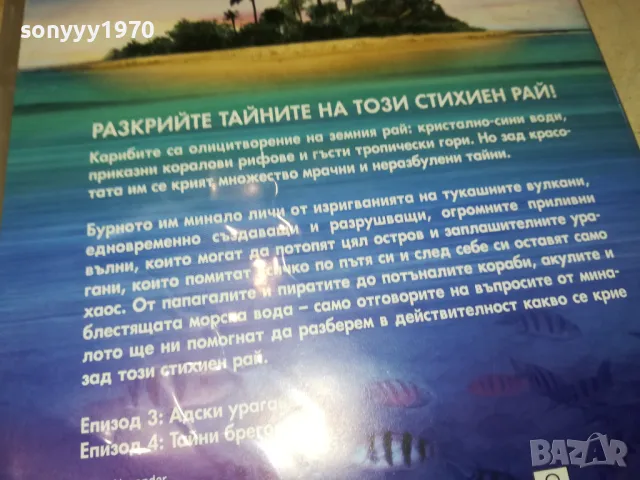 sonyyy1970
РАЗКРИЙТЕ ТАЙНИТЕ НА ТОЗИ СТИХИЕН РАЙ!
Карибите са олицетворение на земния рай: кристално-сини води,
приказни коралови рифове и гъсти тропически гори. Но зад красо-
тата им се крият множество мрачни и неразбулени тайни.
Бурното им минало личи от изригванията на тукашните вулкани,
едновременно създаващи и разрушващи, огромните приливни
вълни, които могат да потопят цял остров и заплашителните ура-
гани, които помитат всичко по пътя си и след себе си оставят само
хаос. От папагалите и пиратите до потъналите кораби, акулите и
блестящата морска вода – само отговорите на въпросите от мина-
лото ще ни помогнат да разберем в действителност какво се крие
зад този стихиен рай.
Епизод 3: Адски
Епизод 4: Тайни
BAZAR
.bg